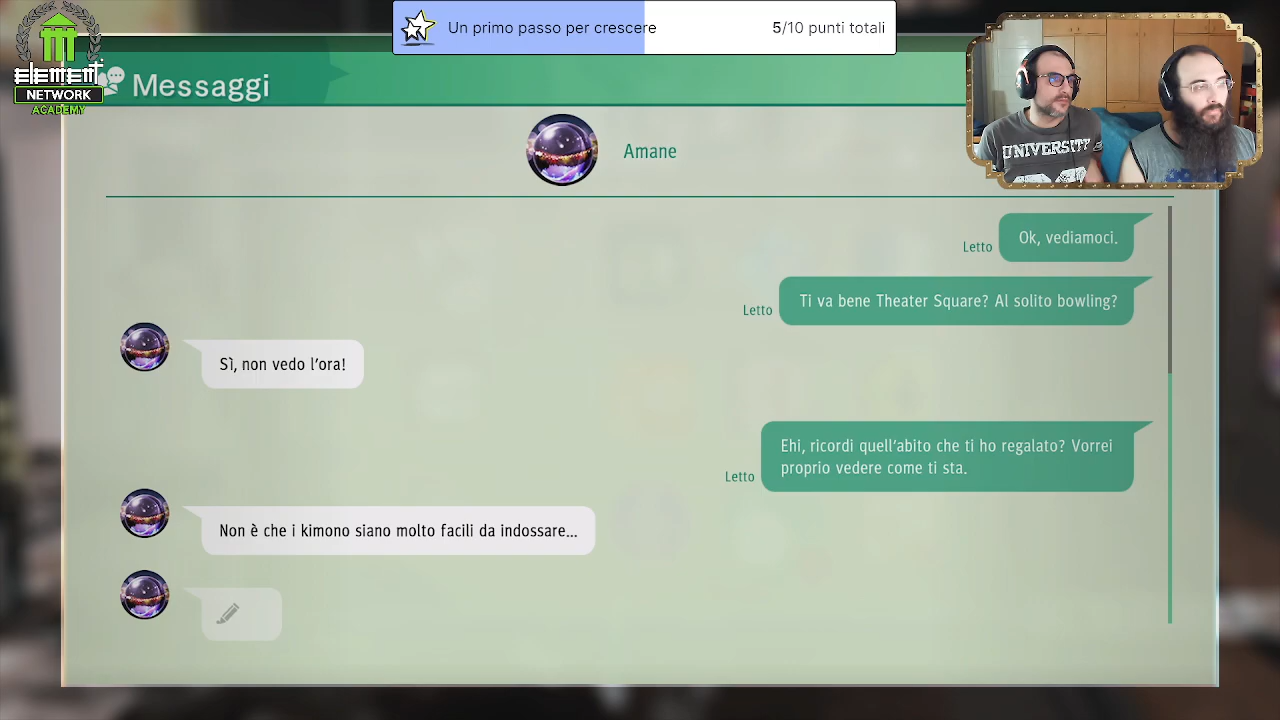 Un primo passo per crescere
5/10 punti totali
ELEMENT
NETWORK
ACADEMY
Messaggi
Amane
UNIVERSITY
Ok, vediamoci.
Letto
Ti va bene Theater Square? Al solito bowling?
Letto
Sì, non vedo l'ora!
Ehi, ricordi quell'abito che ti ho regalato? Vorrei
proprio vedere come ti sta.
Letto
Non è che i kimono siano molto facili da indossare...